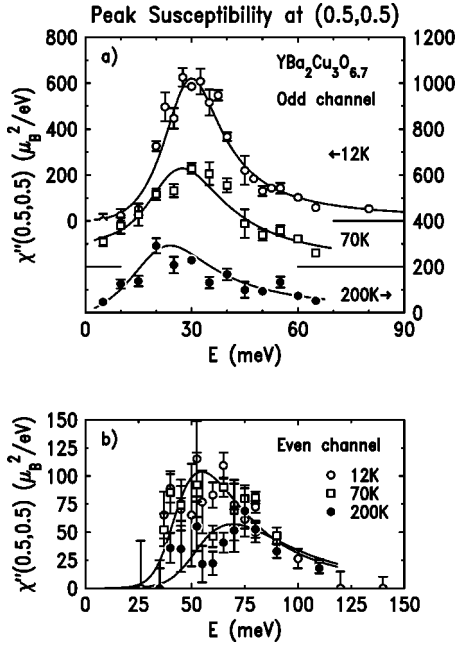 Peak Susceptibility at (0.5,0.5)
a)
YBa₂Cu₃O₆.₇
Odd channel
←12K
70K
200K→
800
600
400
200
0
1200
1000
800
600
400
200
0
χ''(0.5,0.5) (μ_B²/eV)
0 30 60 90
E (meV)
b)
Even channel
12K
70K
200K
150
125
100
75
50
25
0
χ''(0.5,0.5) (μ_B²/eV)
0 25 50 75 100 125 150
E (meV)